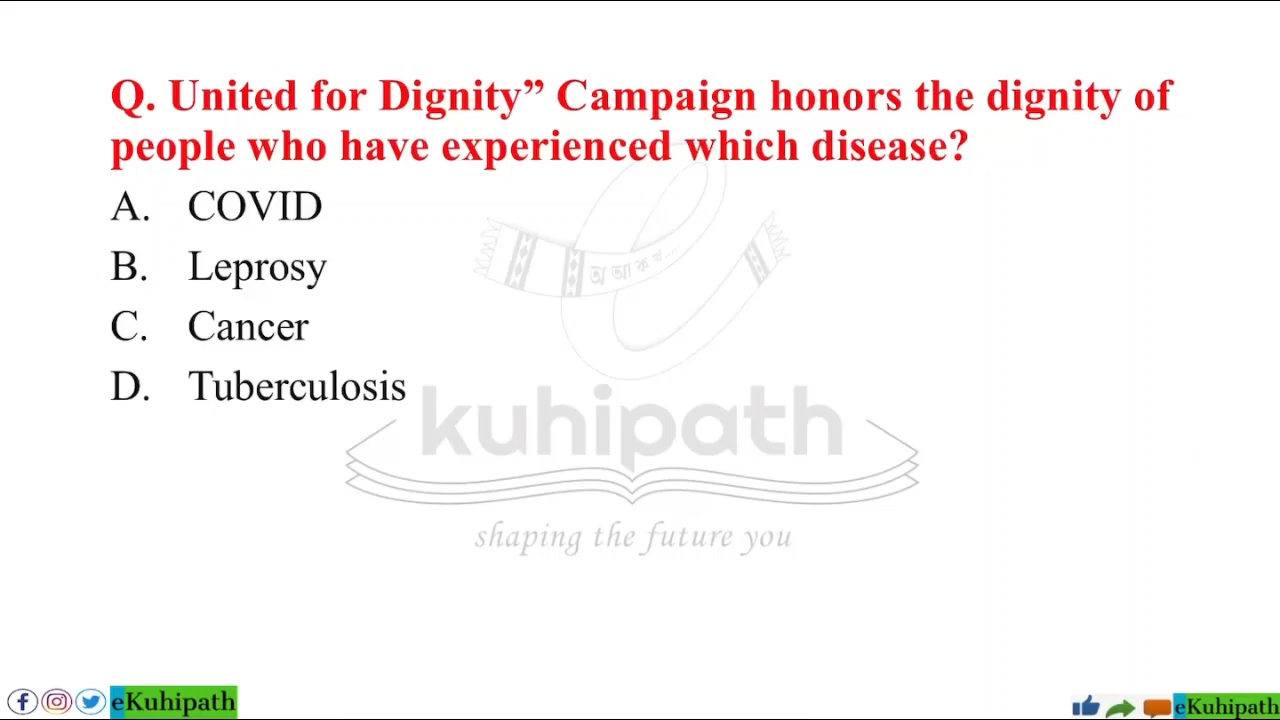 Q. United for Dignity” Campaign honors the dignity of
people who have experienced which disease?
A. COVID
B. Leprosy
C. Cancer
D. Tuberculosis
অ আ ক খ....
kuhipath
shaping the future you
eKuhipath
eKuhipath